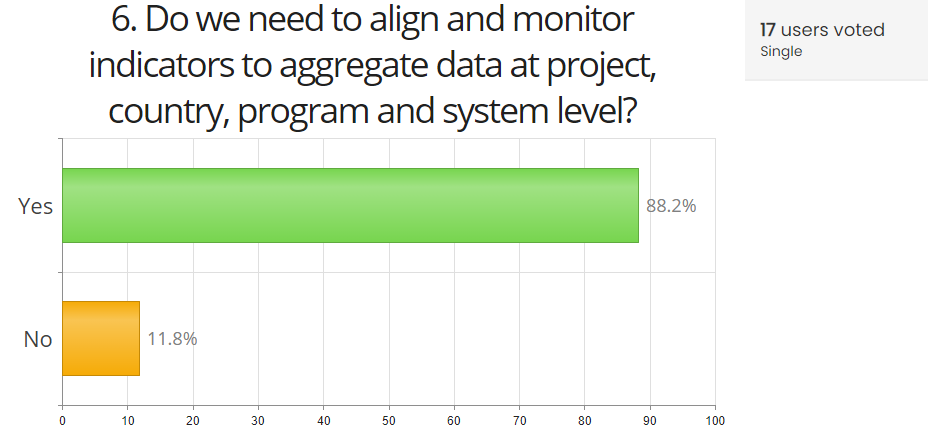 6. Do we need to align and monitor
indicators to aggregate data at project,
country, program and system level?
17 users voted
Single
Yes
88.2%
No
11.8%
0 10 20 30 40 50 60 70 80 90 100